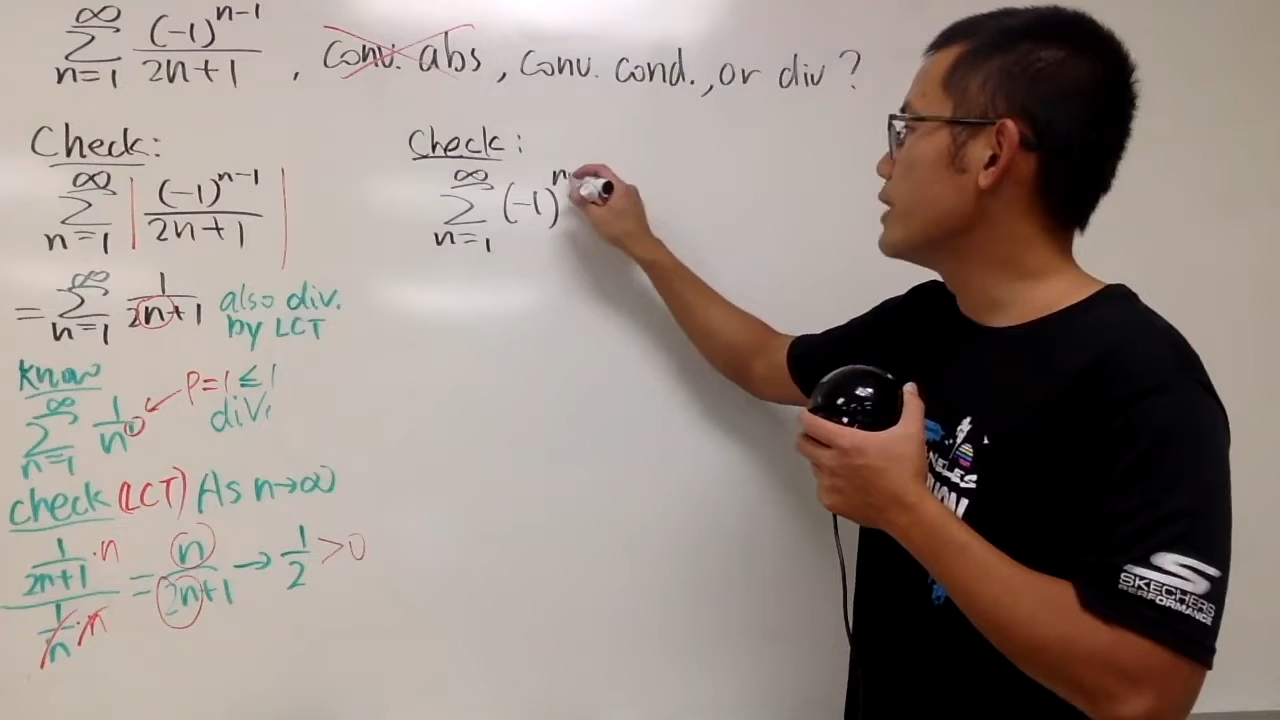 ∞ (-1)^{n-1}
Σ ―――― , conv. abs, conv. cond., or div ?
n=1 2n+1
Check:
∞ | (-1)^{n-1} |
Σ | ―――― |
n=1 | 2n+1 |
∞ 1
= Σ ―――― also div.
n=1 2n+1 by LCT
Know
∞ 1
Σ ― ← P=1 ≤ 1
n=1 n div.
check (LCT) As n→∞
1/(2n+1) · n
―――― = n/(2n+1) → 1/2 > 0
1/n · n
Check:
∞
Σ (-1)^n
n=1
SKECHERS
PERFORMANCE